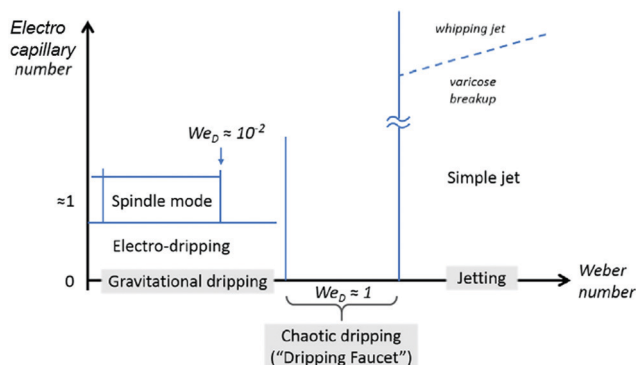 Electro
capillary
number
whipping jet
varicose
breakup
We_D ≈ 10⁻²
≈1
Spindle mode
Simple jet
Electro-dripping
0
Gravitational dripping
We_D ≈ 1
Jetting
Weber
number
Chaotic dripping
("Dripping Faucet")